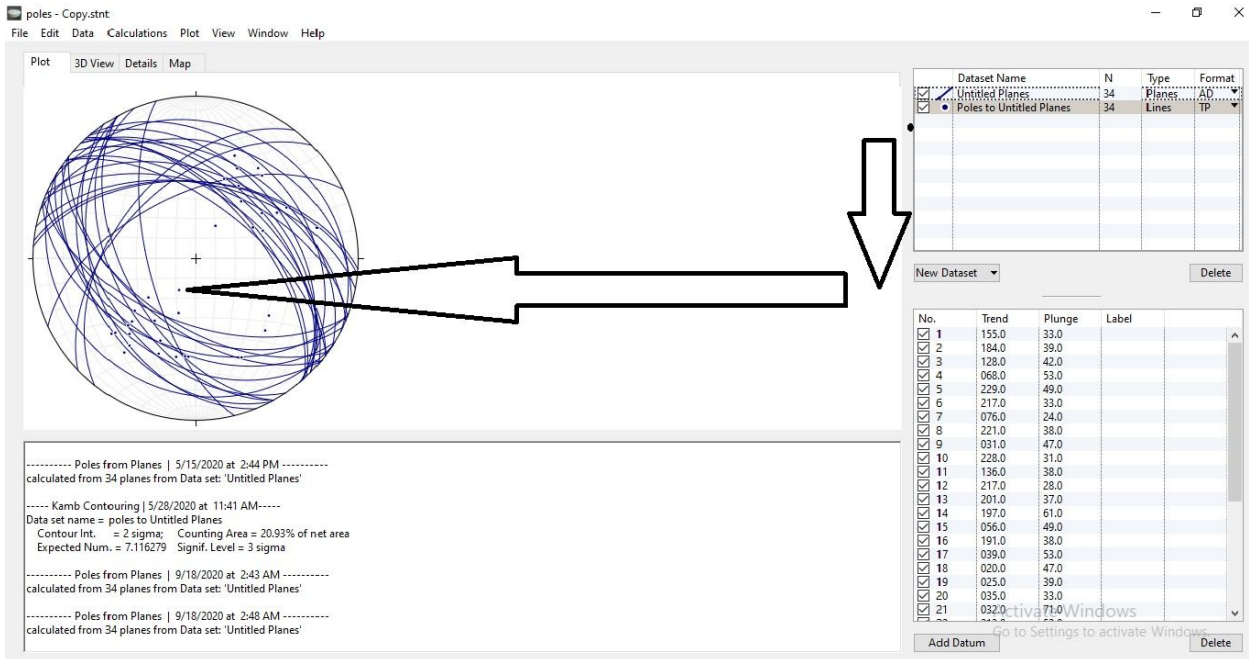 poles - Copy.stnt
File Edit Data Calculations Plot View Window Help
Plot 3D View Details Map
Dataset Name N Type Format
Untitled Planes 34 Planes AD
Poles to Untitled Planes 34 Lines TP
New Dataset Delete
No. Trend Plunge Label
1 155.0 33.0
2 184.0 39.0
3 128.0 42.0
4 068.0 53.0
5 229.0 49.0
6 217.0 33.0
7 076.0 24.0
8 221.0 38.0
9 031.0 47.0
10 228.0 31.0
11 136.0 38.0
12 217.0 28.0
13 201.0 37.0
14 197.0 61.0
15 056.0 49.0
16 191.0 38.0
17 039.0 53.0
18 020.0 47.0
19 025.0 39.0
20 035.0 33.0
21 032.0 71.0
Activate Windows
Go to Settings to activate Windows.
Add Datum Delete
---------- Poles from Planes | 5/15/2020 at 2:44 PM ----------
calculated from 34 planes from Data set: 'Untitled Planes'
----- Kamb Contouring | 5/28/2020 at 11:41 AM-----
Data set name = poles to Untitled Planes
Contour Int. = 2 sigma; Counting Area = 20.93% of net area
Expected Num. = 7.116279 Signif. Level = 3 sigma
---------- Poles from Planes | 9/18/2020 at 2:43 AM ----------
calculated from 34 planes from Data set: 'Untitled Planes'
---------- Poles from Planes | 9/18/2020 at 2:48 AM ----------
calculated from 34 planes from Data set: 'Untitled Planes'